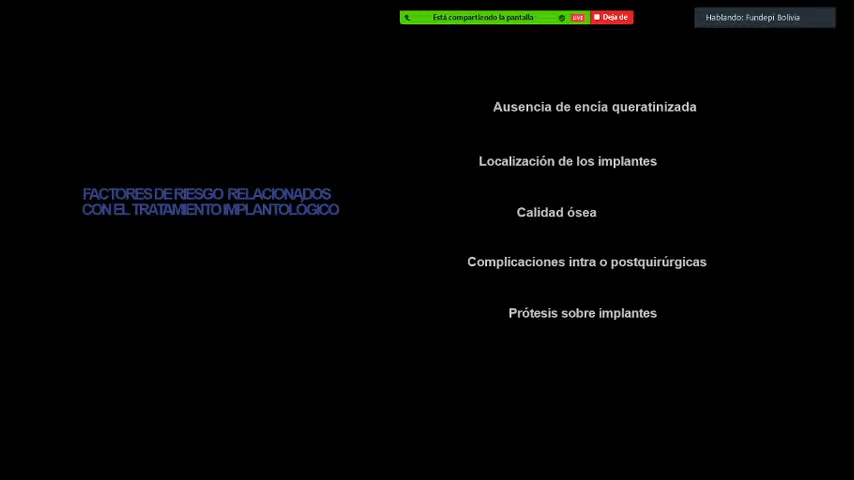 Está compartiendo la pantalla LIVE Deja de
Hablando: Fundepi Bolivia
FACTORES DE RIESGO RELACIONADOS
CON EL TRATAMIENTO IMPLANTOLÓGICO
Ausencia de encía queratinizada
Localización de los implantes
Calidad ósea
Complicaciones intra o postquirúrgicas
Prótesis sobre implantes